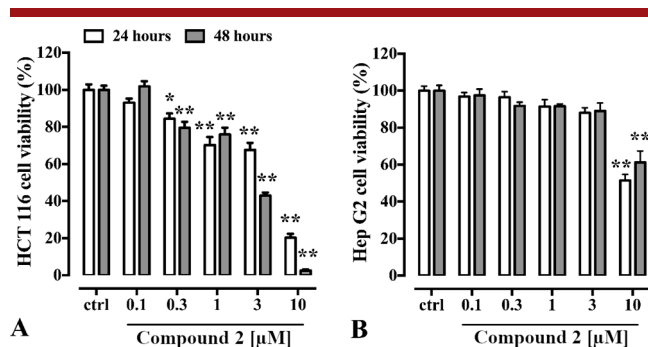 24 hours 48 hours
HCT 116 cell viability (%)
120
100
80
60
40
20
0
* ** ** ** ** ** ** **
ctrl 0.1 0.3 1 3 10
Compound 2 [µM]
A
Hep G2 cell viability (%)
120
100
80
60
40
20
0
** **
ctrl 0.1 0.3 1 3 10
Compound 2 [µM]
B